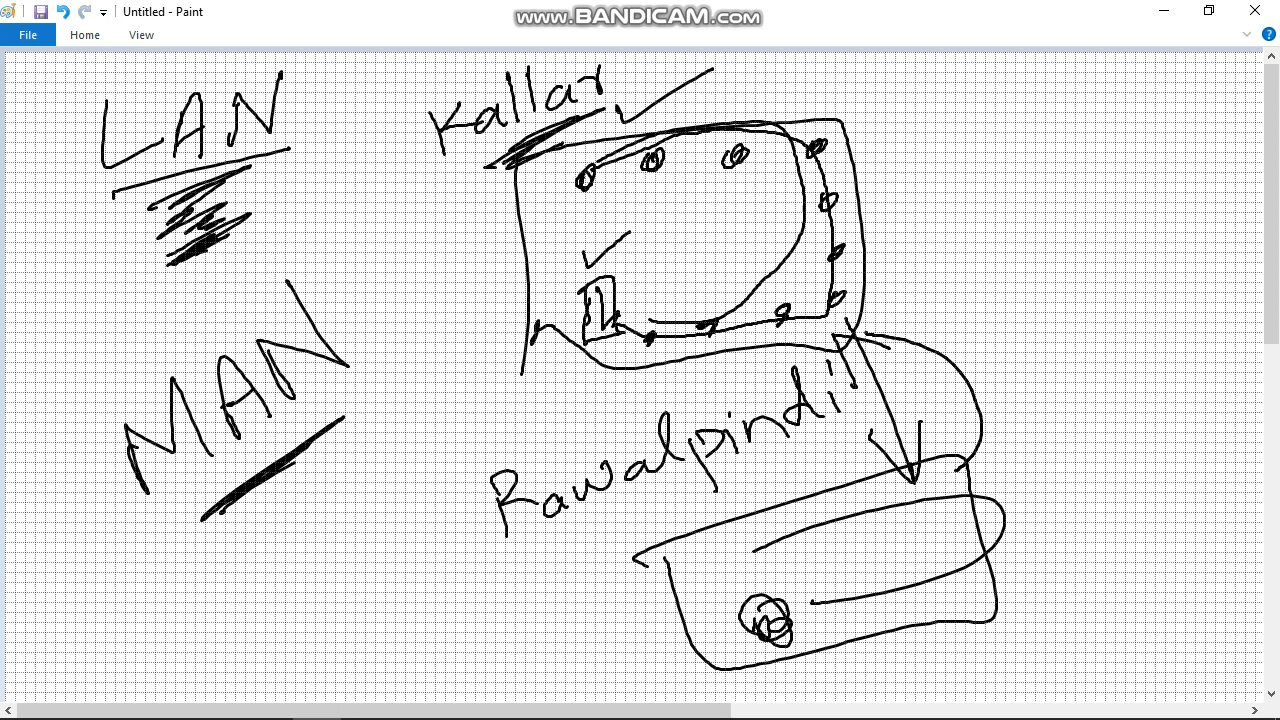 Untitled - Paint
www.BANDICAM.com
File Home View
LAN
Kallar
MAN
Rawalpindi